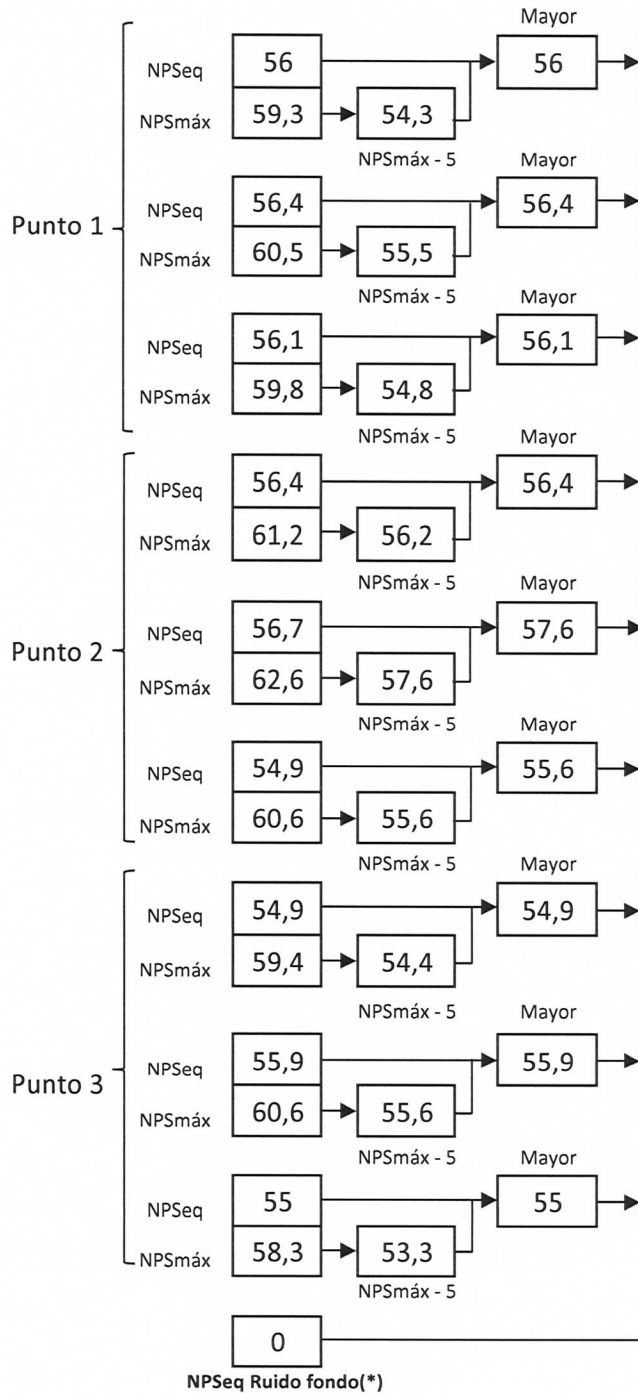 Mayor
NPSeq 56 56
NPSmáx 59,3 54,3
NPSmáx - 5
Mayor
NPSeq 56,4 56,4
Punto 1
NPSmáx 60,5 55,5
NPSmáx - 5
Mayor
NPSeq 56,1 56,1
NPSmáx 59,8 54,8
NPSmáx - 5
Mayor
NPSeq 56,4 56,4
NPSmáx 61,2 56,2
NPSmáx - 5
Mayor
NPSeq 56,7 57,6
Punto 2
NPSmáx 62,6 57,6
NPSmáx - 5
Mayor
NPSeq 54,9 55,6
NPSmáx 60,6 55,6
NPSmáx - 5
Mayor
NPSeq 54,9 54,9
NPSmáx 59,4 54,4
NPSmáx - 5
Mayor
NPSeq 55,9 55,9
Punto 3
NPSmáx 60,6 55,6
NPSmáx - 5
Mayor
NPSeq 55 55
NPSmáx 58,3 53,3
NPSmáx - 5
0
NPSeq Ruido fondo(*)